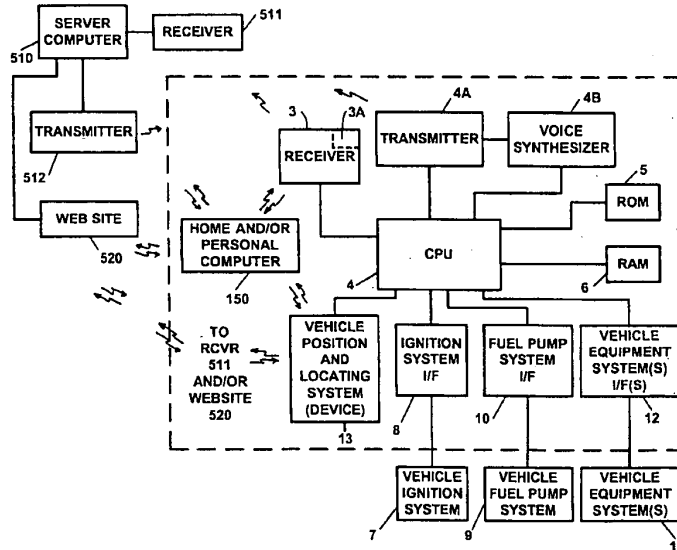 SERVER
COMPUTER
510
RECEIVER
511
TRANSMITTER
512
WEB SITE
520
3
3A
RECEIVER
4A
TRANSMITTER
4B
VOICE
SYNTHESIZER
5
ROM
HOME AND/OR
PERSONAL
COMPUTER
150
CPU
4
RAM
6
TO
RCVR
511
AND/OR
WEBSITE
520
VEHICLE
POSITION
AND
LOCATING
SYSTEM
(DEVICE)
13
IGNITION
SYSTEM
I/F
8
FUEL PUMP
SYSTEM
I/F
10
VEHICLE
EQUIPMENT
SYSTEM(S)
I/F(S)
12
VEHICLE
IGNITION
SYSTEM
7
VEHICLE
FUEL PUMP
SYSTEM
9
VEHICLE
EQUIPMENT
SYSTEM(S)